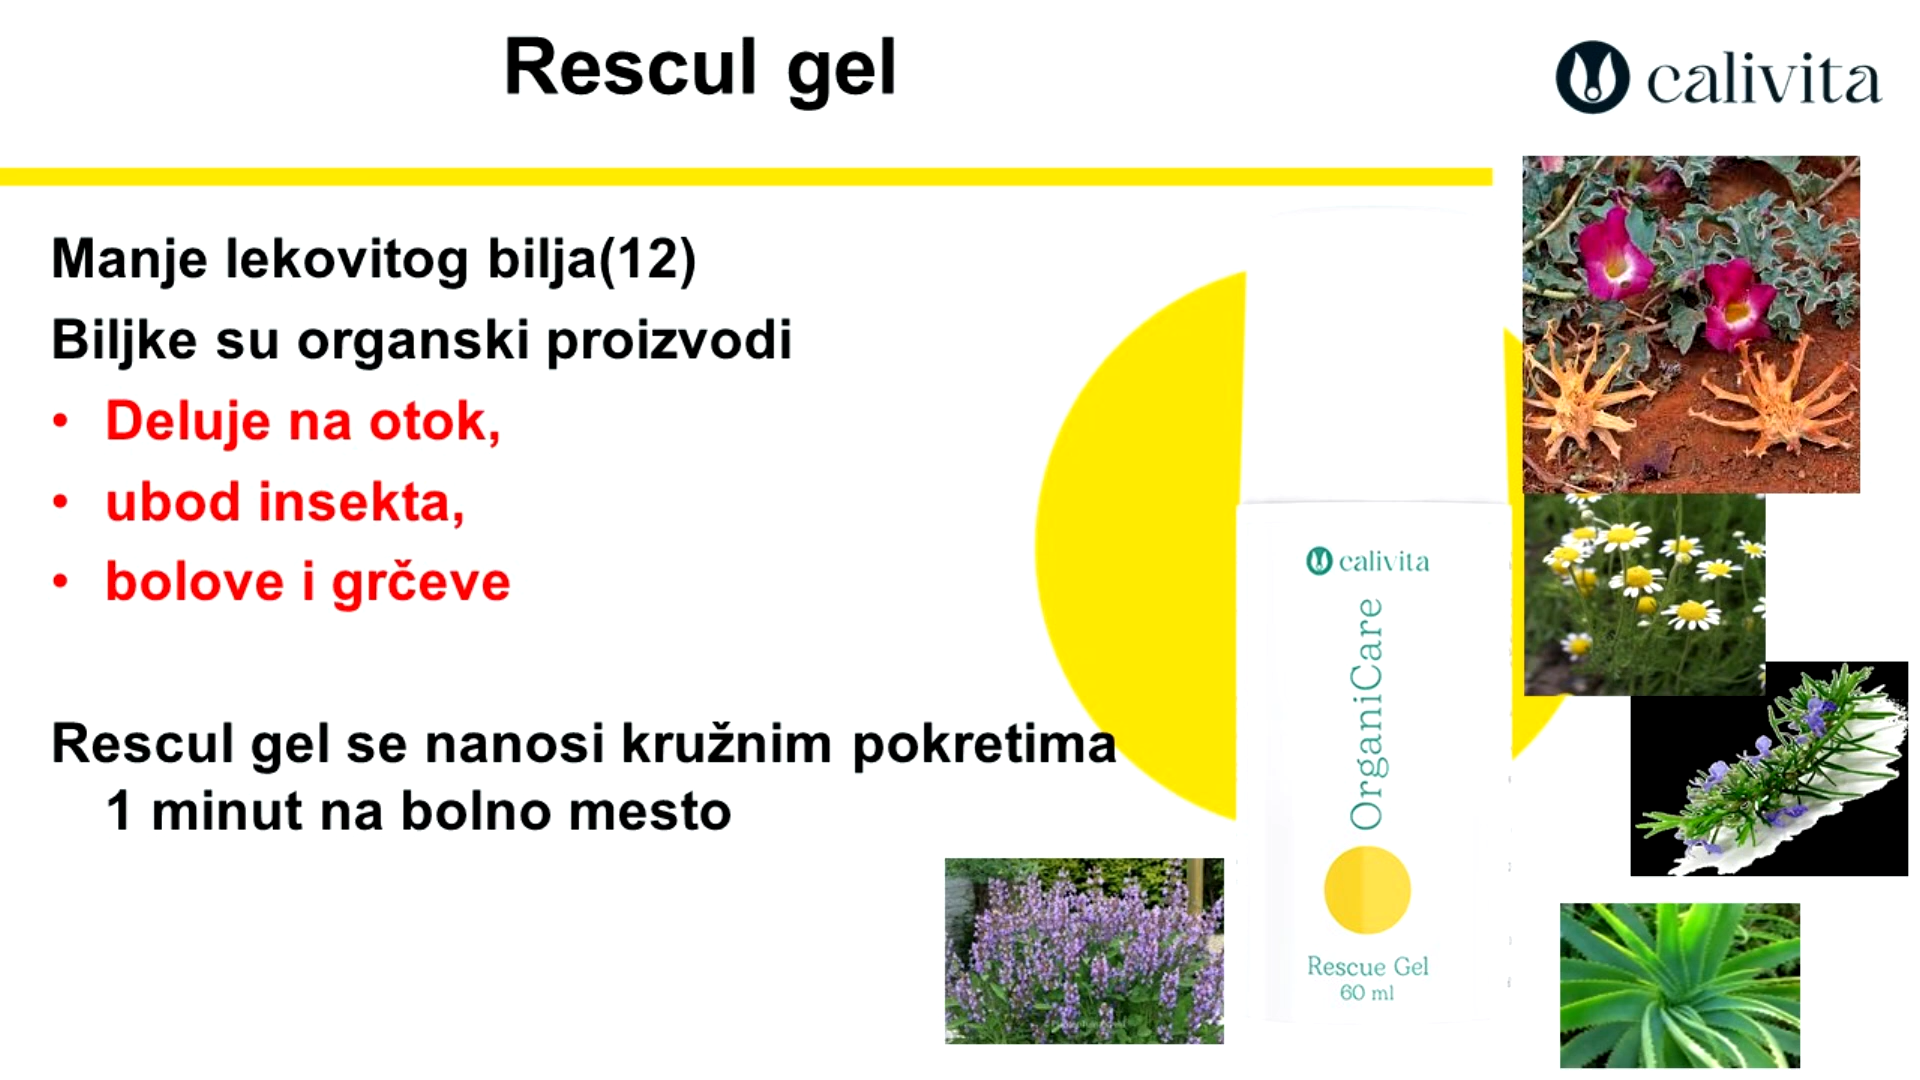 Rescul gel
calivita
Manje lekovitog bilja(12)
Biljke su organski proizvodi
• Deluje na otok,
• ubod insekta,
• bolove i grčeve
Rescul gel se nanosi kružnim pokretima
1 minut na bolno mesto
calivita
OrganiCare
Rescue Gel
60 ml